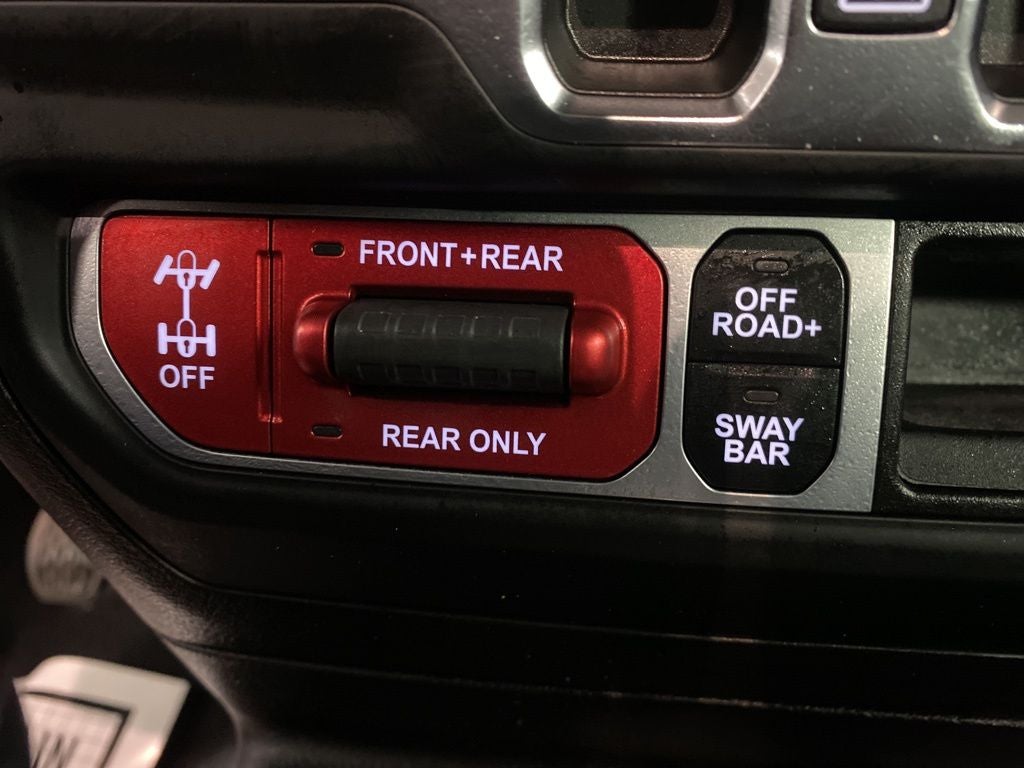 FRONT+REAR
OFF
REAR ONLY
OFF
ROAD+
SWAY
BAR